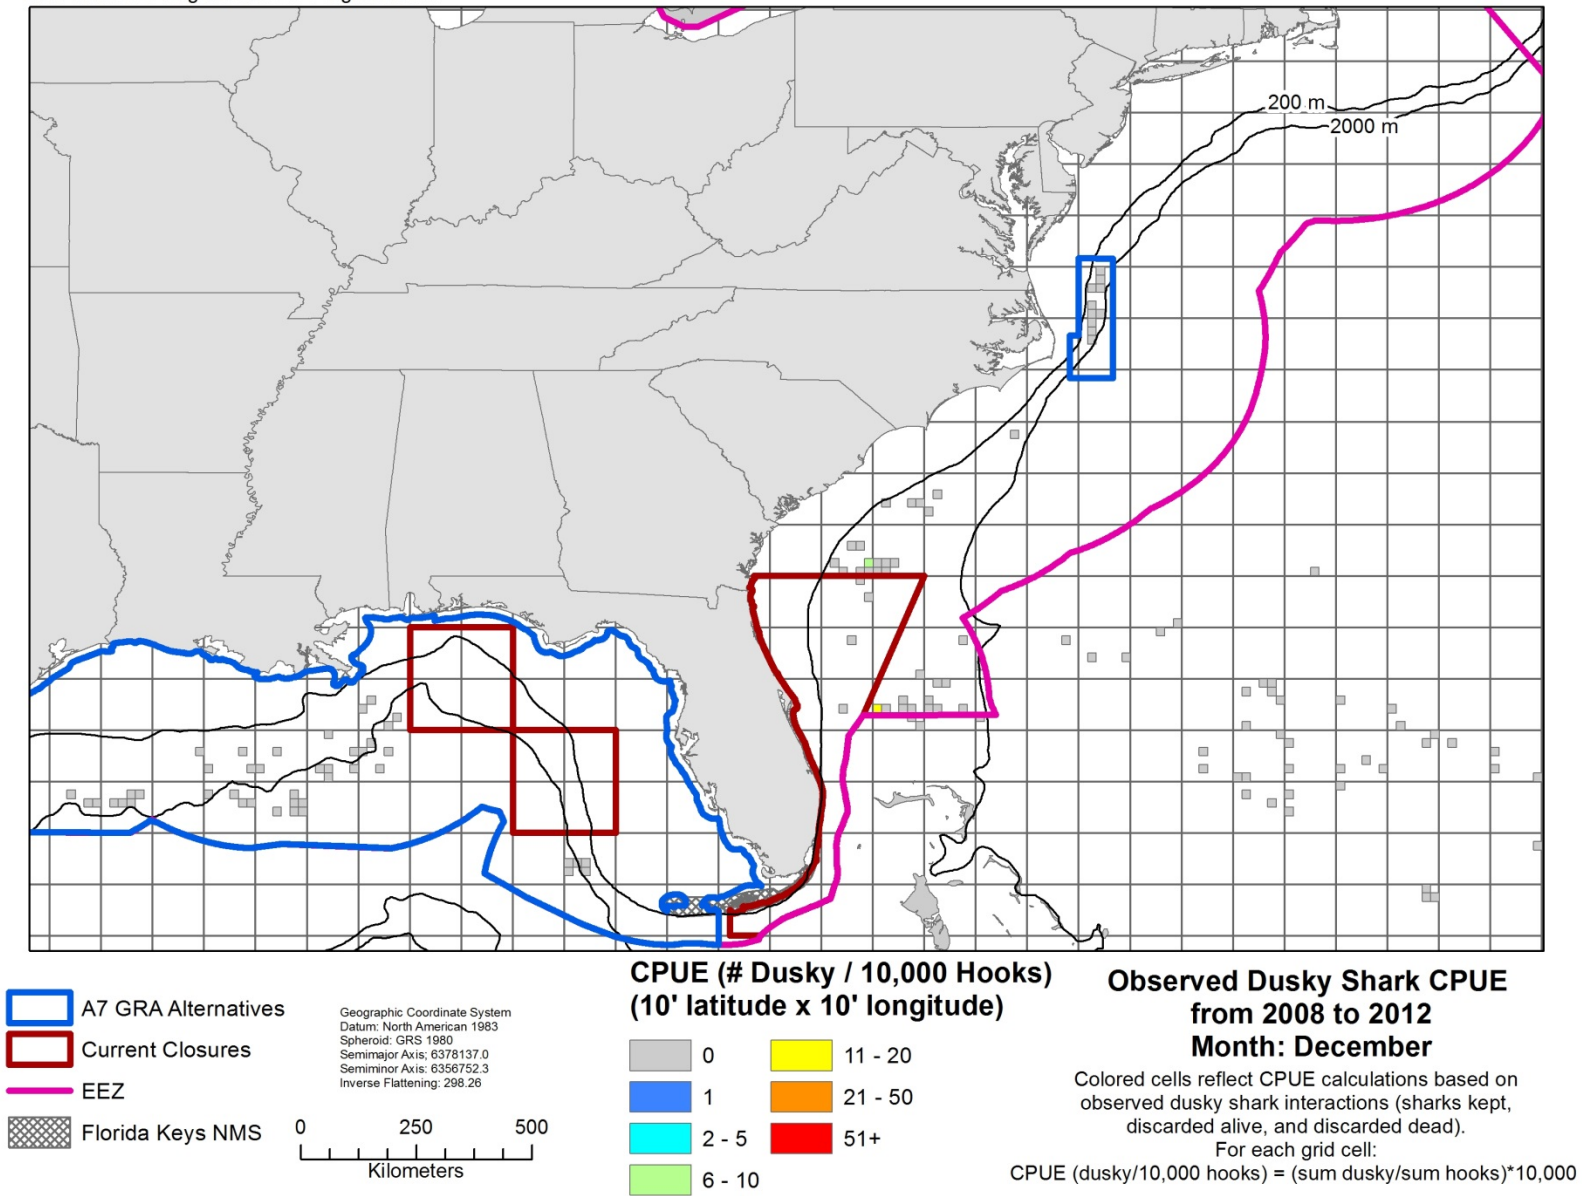 200 m
2000 m
A7 GRA Alternatives
Current Closures
EEZ
Florida Keys NMS
Geographic Coordinate System
Datum: North American 1983
Spheroid: GRS 1980
Semimajor Axis; 6378137.0
Semiminor Axis: 6356752.3
Inverse Flattening: 298.26
0 250 500
Kilometers
CPUE (# Dusky / 10,000 Hooks)
(10' latitude x 10' longitude)
0
1
2 - 5
6 - 10
11 - 20
21 - 50
51+
Observed Dusky Shark CPUE
from 2008 to 2012
Month: December
Colored cells reflect CPUE calculations based on
observed dusky shark interactions (sharks kept,
discarded alive, and discarded dead).
For each grid cell:
CPUE (dusky/10,000 hooks) = (sum dusky/sum hooks)*10,000